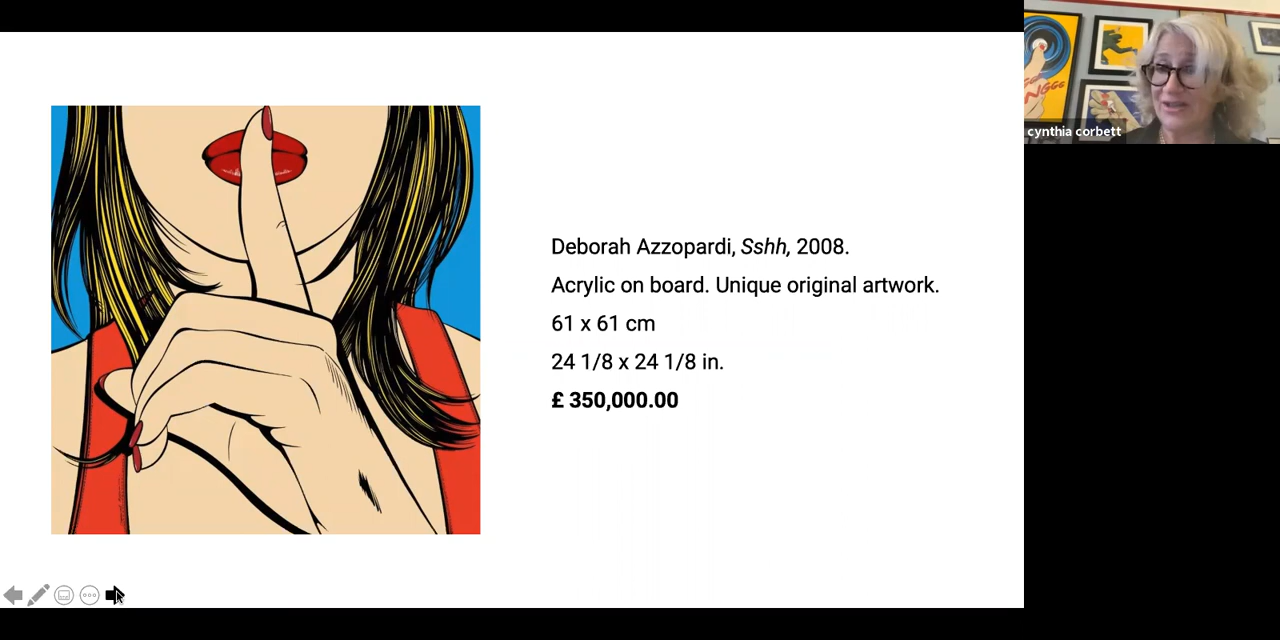 Deborah Azzopardi, Sshh, 2008.
Acrylic on board. Unique original artwork.
61 x 61 cm
24 1/8 x 24 1/8 in.
£ 350,000.00
cynthia corbett